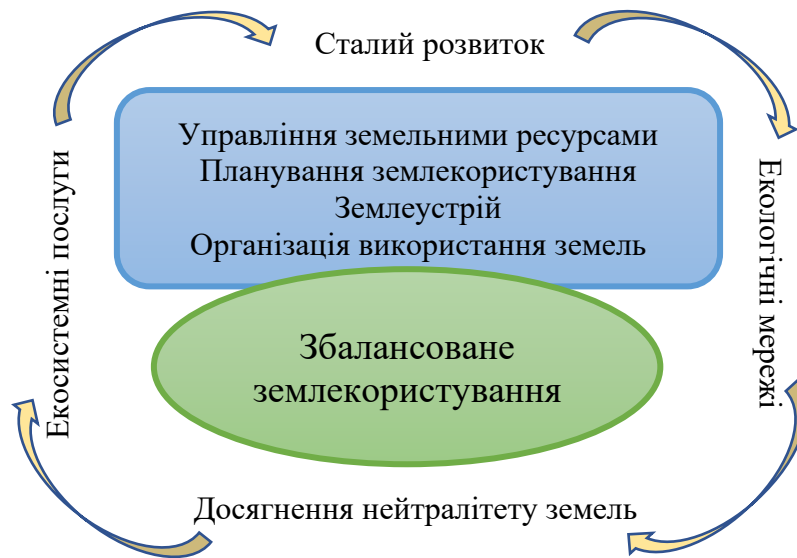 Сталий розвиток
Управління земельними ресурсами
Планування землекористування
Землеустрій
Організація використання земель
Екосистемні послуги
Екологічні мережі
Збалансоване
землекористування
Досягнення нейтралітету земель